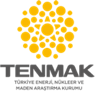 TENMAK
TÜRKİYE ENERJİ, NÜKLEER VE
MADEN ARAŞTIRMA KURUMU